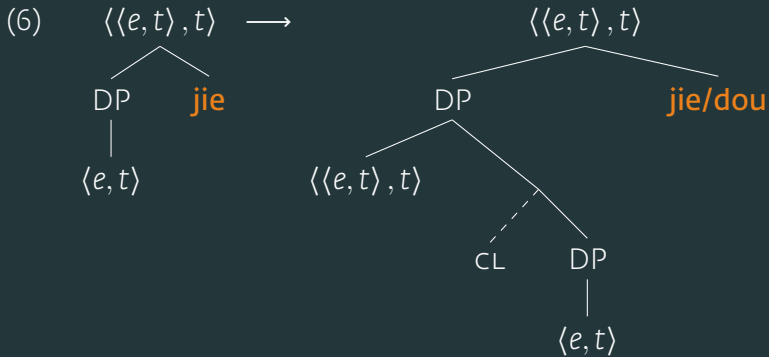 (6) ⟨⟨e, t⟩ , t⟩ ⟶ ⟨⟨e, t⟩ , t⟩
DP jie DP jie/dou
⟨e, t⟩ ⟨⟨e, t⟩ , t⟩
CL DP
⟨e, t⟩